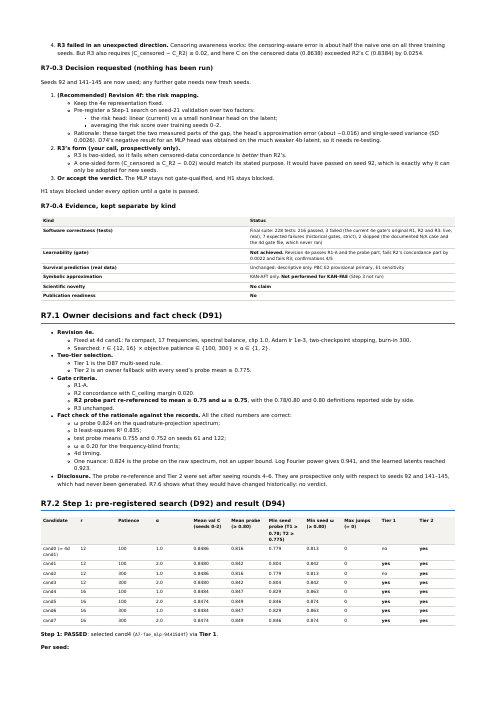 4. R3 failed in an unexpected direction. Censoring awareness works: the censoring-aware error is about half the naive one on all three training
seeds. But R3 also requires |C_censored − C_R2| ≤ 0.02, and here C on the censored data (0.8638) exceeded R2's C (0.8384) by 0.0254.
R7-0.3 Decision requested (nothing has been run)
Seeds 92 and 141–145 are now used; any further gate needs new fresh seeds.
1. (Recommended) Revision 4f: the risk mapping.
Keep the 4e representation fixed.
Pre-register a Step-1 search on seed-21 validation over two factors:
the risk head: linear (current) vs a small nonlinear head on the latent;
averaging the risk score over training seeds 0–2.
Rationale: these target the two measured parts of the gap, the head's approximation error (about −0.016) and single-seed variance (SD
0.0026). D74's negative result for an MLP head was obtained on the much weaker 4b latent, so it needs re-testing.
2. R3's form (your call, prospectively only).
R3 is two-sided, so it fails when censored-data concordance is better than R2's.
A one-sided form (C_censored ≥ C_R2 − 0.02) would match its stated purpose. It would have passed on seed 92, which is exactly why it can
only be adopted for new seeds.
3. Or accept the verdict. The MLP stays not gate-qualified, and H1 stays blocked.
H1 stays blocked under every option until a gate is passed.
R7-0.4 Evidence, kept separate by kind
Kind Status
Software correctness (tests) Final suite: 228 tests: 216 passed, 3 failed (the current 4e gate's original R1, R2 and R3: live,
real), 7 expected failures (historical gates, strict), 2 skipped (the documented N/A case and
the 4d gate file, which never ran)
Learnability (gate) Not achieved. Revision 4e passes R1-A and the probe part, fails R2's concordance part by
0.0022 and fails R3; confirmations 4/5
Survival prediction (real data) Unchanged: descriptive only. PBC 52 provisional primary, E1 sensitivity
Symbolic approximation KAN-AFT only. Not performed for KAN-FAE (Step 3 not run)
Scientific novelty No claim
Publication readiness No
R7.1 Owner decisions and fact check (D91)
Revision 4e.
Fixed at 4d cand1: fa compact, 17 frequencies, spectral balance, clip 1.0, Adam lr 1e-3, two-checkpoint stopping, burn-in 300.
Searched: r ∈ {12, 16} × objective patience ∈ {100, 300} × α ∈ {1, 2}.
Two-tier selection.
Tier 1 is the D87 multi-seed rule.
Tier 2 is an owner fallback with every seed's probe mean ≥ 0.775.
Gate criteria.
R1-A.
R2 concordance with C_ceiling margin 0.020.
R2 probe part re-referenced to mean ≥ 0.75 and ω ≥ 0.75, with the 0.78/0.80 and 0.80 definitions reported side by side.
R3 unchanged.
Fact check of the rationale against the records. All the cited numbers are correct:
ω probe 0.824 on the quadrature-projection spectrum;
b least-squares R² 0.835;
test probe means 0.755 and 0.752 on seeds 61 and 122;
ω ≥ 0.20 for the frequency-blind fronts;
4d timing.
One nuance: 0.824 is the probe on the raw spectrum, not an upper bound. Log Fourier power gives 0.941, and the learned latents reached
0.923.
Disclosure. The probe re-reference and Tier 2 were set after seeing rounds 4–6. They are prospective only with respect to seeds 92 and 141–145,
which had never been generated. R7.6 shows what they would have changed historically: no verdict.
R7.2 Step 1: pre-registered search (D92) and result (D94)
Candidate r Patience α Mean val C (seeds 0-2) Mean probe (≥ 0.80) Min seed probe (T1 ≥ 0.78; T2 ≥ 0.775) Min seed ω (≥ 0.80) Max jumps (= 0) Tier 1 Tier 2
cand0 (= 4d cand1) 12 100 1.0 0.8486 0.816 0.779 0.813 0 no yes
cand1 12 100 2.0 0.8480 0.842 0.804 0.842 0 yes yes
cand2 12 300 1.0 0.8486 0.816 0.779 0.813 0 no yes
cand3 12 300 2.0 0.8480 0.842 0.804 0.842 0 yes yes
cand4 16 100 1.0 0.8484 0.847 0.829 0.863 0 yes yes
cand5 16 100 2.0 0.8474 0.849 0.846 0.874 0 yes yes
cand6 16 300 1.0 0.8484 0.847 0.829 0.863 0 yes yes
cand7 16 300 2.0 0.8474 0.849 0.846 0.874 0 yes yes
Step 1: PASSED: selected cand4 via Tier 1.
Per seed: